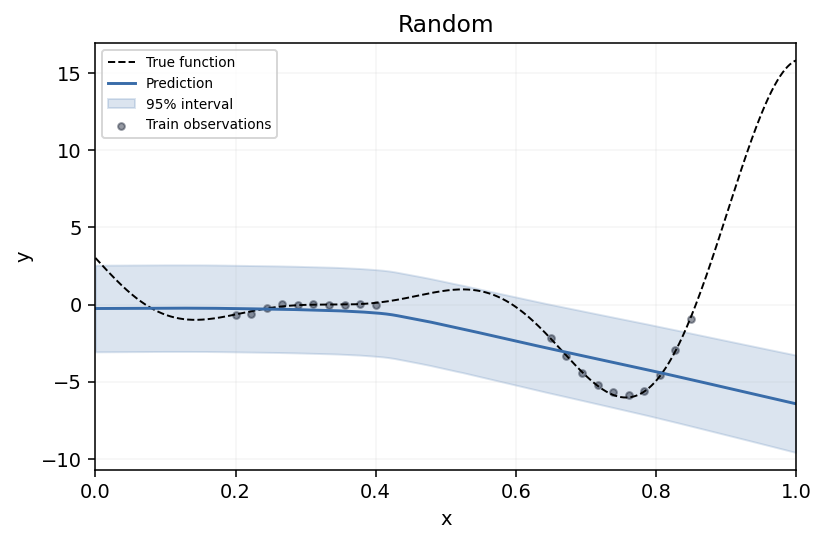 Random
True function
Prediction
95% interval
Train observations
15
10
5
0
−5
−10
y
0.0 0.2 0.4 0.6 0.8 1.0
x